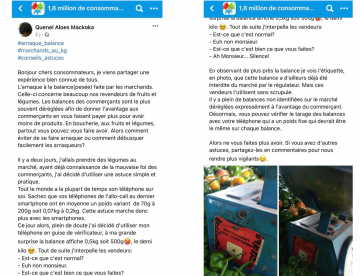 1,8 million de consomma...
Querel Aloes Mackoka
#arnaque_balance
#marchands_au_kg
#conseils_astuces
Bonjour chers consommateurs, je viens partager une
expérience bien connue de tous.
L'arnaque à la balance(pesée) faite par les marchands.
Celle-ci concerne beaucoup nos revendeurs de fruits et
légumes. Les balances des commerçants sont le plus
souvent déréglées afin de donner l'avantage aux
commerçants en vous faisant payer plus pour avoir
moins de produits. En boucherie, aux fruits et légumes,
partout vous pouvez vous faire avoir. Alors comment
éviter de se faire arnaquer ou comment débusquer
facilement les arnaqueurs?
Il y a deux jours, j'allais prendre des légumes au
marché, ayant déjà connaissance de la mauvaise foi des
commerçants, j'ai décidé d'utiliser une astuce simple et
pratique.
Tout le monde a la plupart du temps son téléphone sur
soi. Sachez que vos téléphones de l'allo-call au dernier
smartphone ont en moyenne un poids variant de 70g à
200g soit 0,07kg à 0,2kg. Cette astuce marche donc
plus avec les smartphones.
Ce jour alors, plein de doute j'ai décidé d'utiliser mon
téléphone en guise de vérificateur, à ma grande
surprise la balance affiche 0,5kg soit 500g, le demi
kilo. Tout de suite j'interpelle les vendeurs:
- Est-ce que c'est normal?
- Euh non monsieur.
- Est-ce que c'est bien ce que vous faites?
1,8 million de consomma...
surprise la balance affiche 0,5kg soit 500g, le demi
kilo. Tout de suite j'interpelle les vendeurs:
- Est-ce que c'est normal?
- Euh non monsieur.
- Est-ce que c'est bien ce que vous faites?
- Ah Monsieur... Silence!
En observant de plus près la balance je vois l'étiquette,
en photo, que cette balance a d'ailleurs déjà été
interdite du marché par le régulateur. Mais ces
vendeurs l'utilisent sans scrupule.
Il y a plein de balances non identifiées sur le marché
déréglées expressément à l'avantage du commerçant.
Désormais, vous pouvez vérifier le tarage des balances
avec votre téléphone qui a un poids fixe qui devrait être
le même sur chaque balance.
Alors ne vous faites plus avoir. Si vous avez d'autres
astuces, partagez-les en commentaires pour nous
rendre plus vigilants.